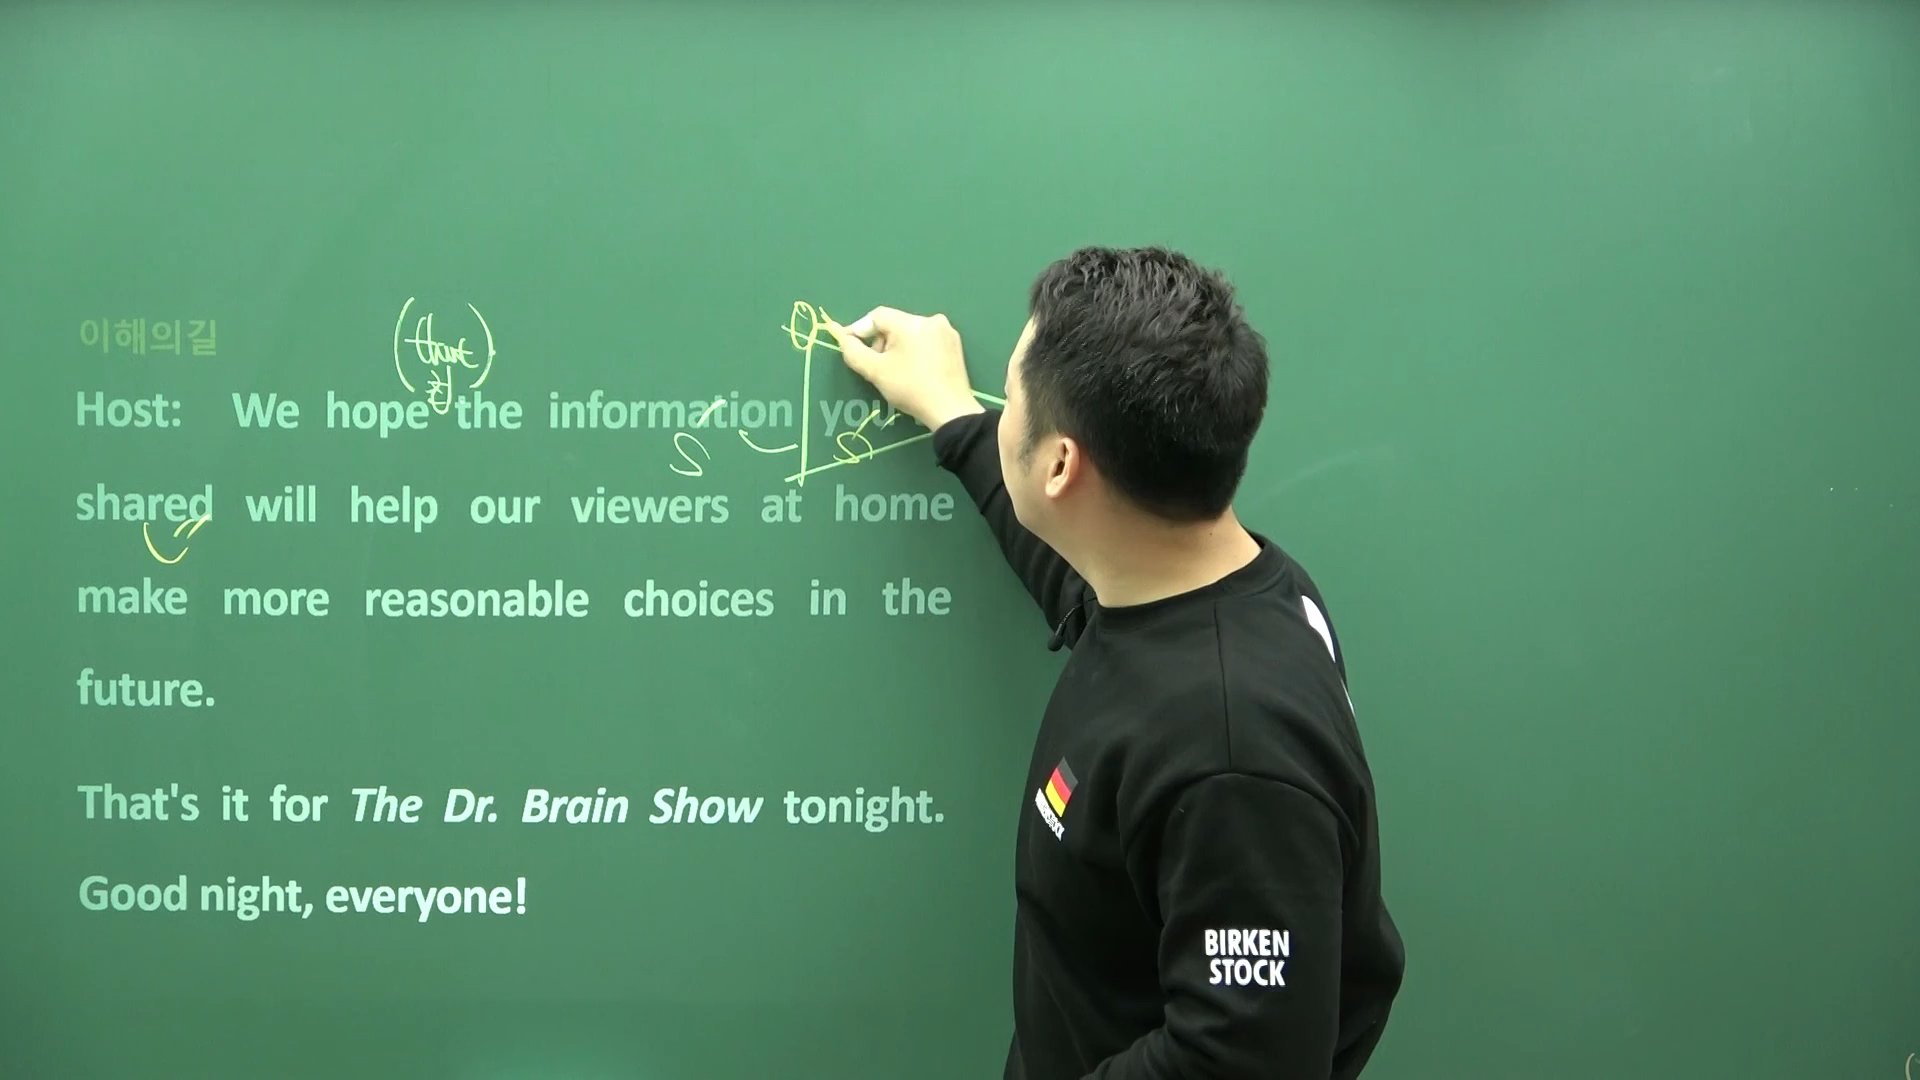 이해의길
(that)
Host: We hope the information you
S S'
shared will help our viewers at home
make more reasonable choices in the
future.
That's it for The Dr. Brain Show tonight.
Good night, everyone!
BIRKEN
STOCK